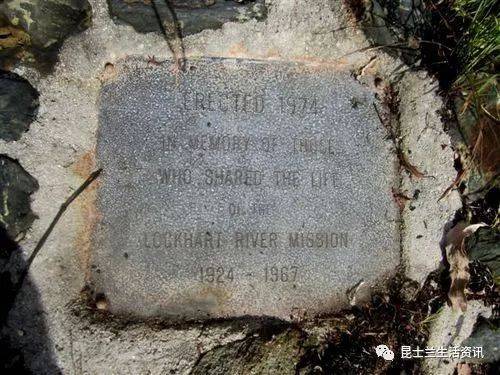 ERECTED 1974
IN MEMORY OF THOSE
WHO SHARED THE LIFE
OF THE
LOCKHART RIVER MISSION
1924 - 1967
昆士兰生活资讯